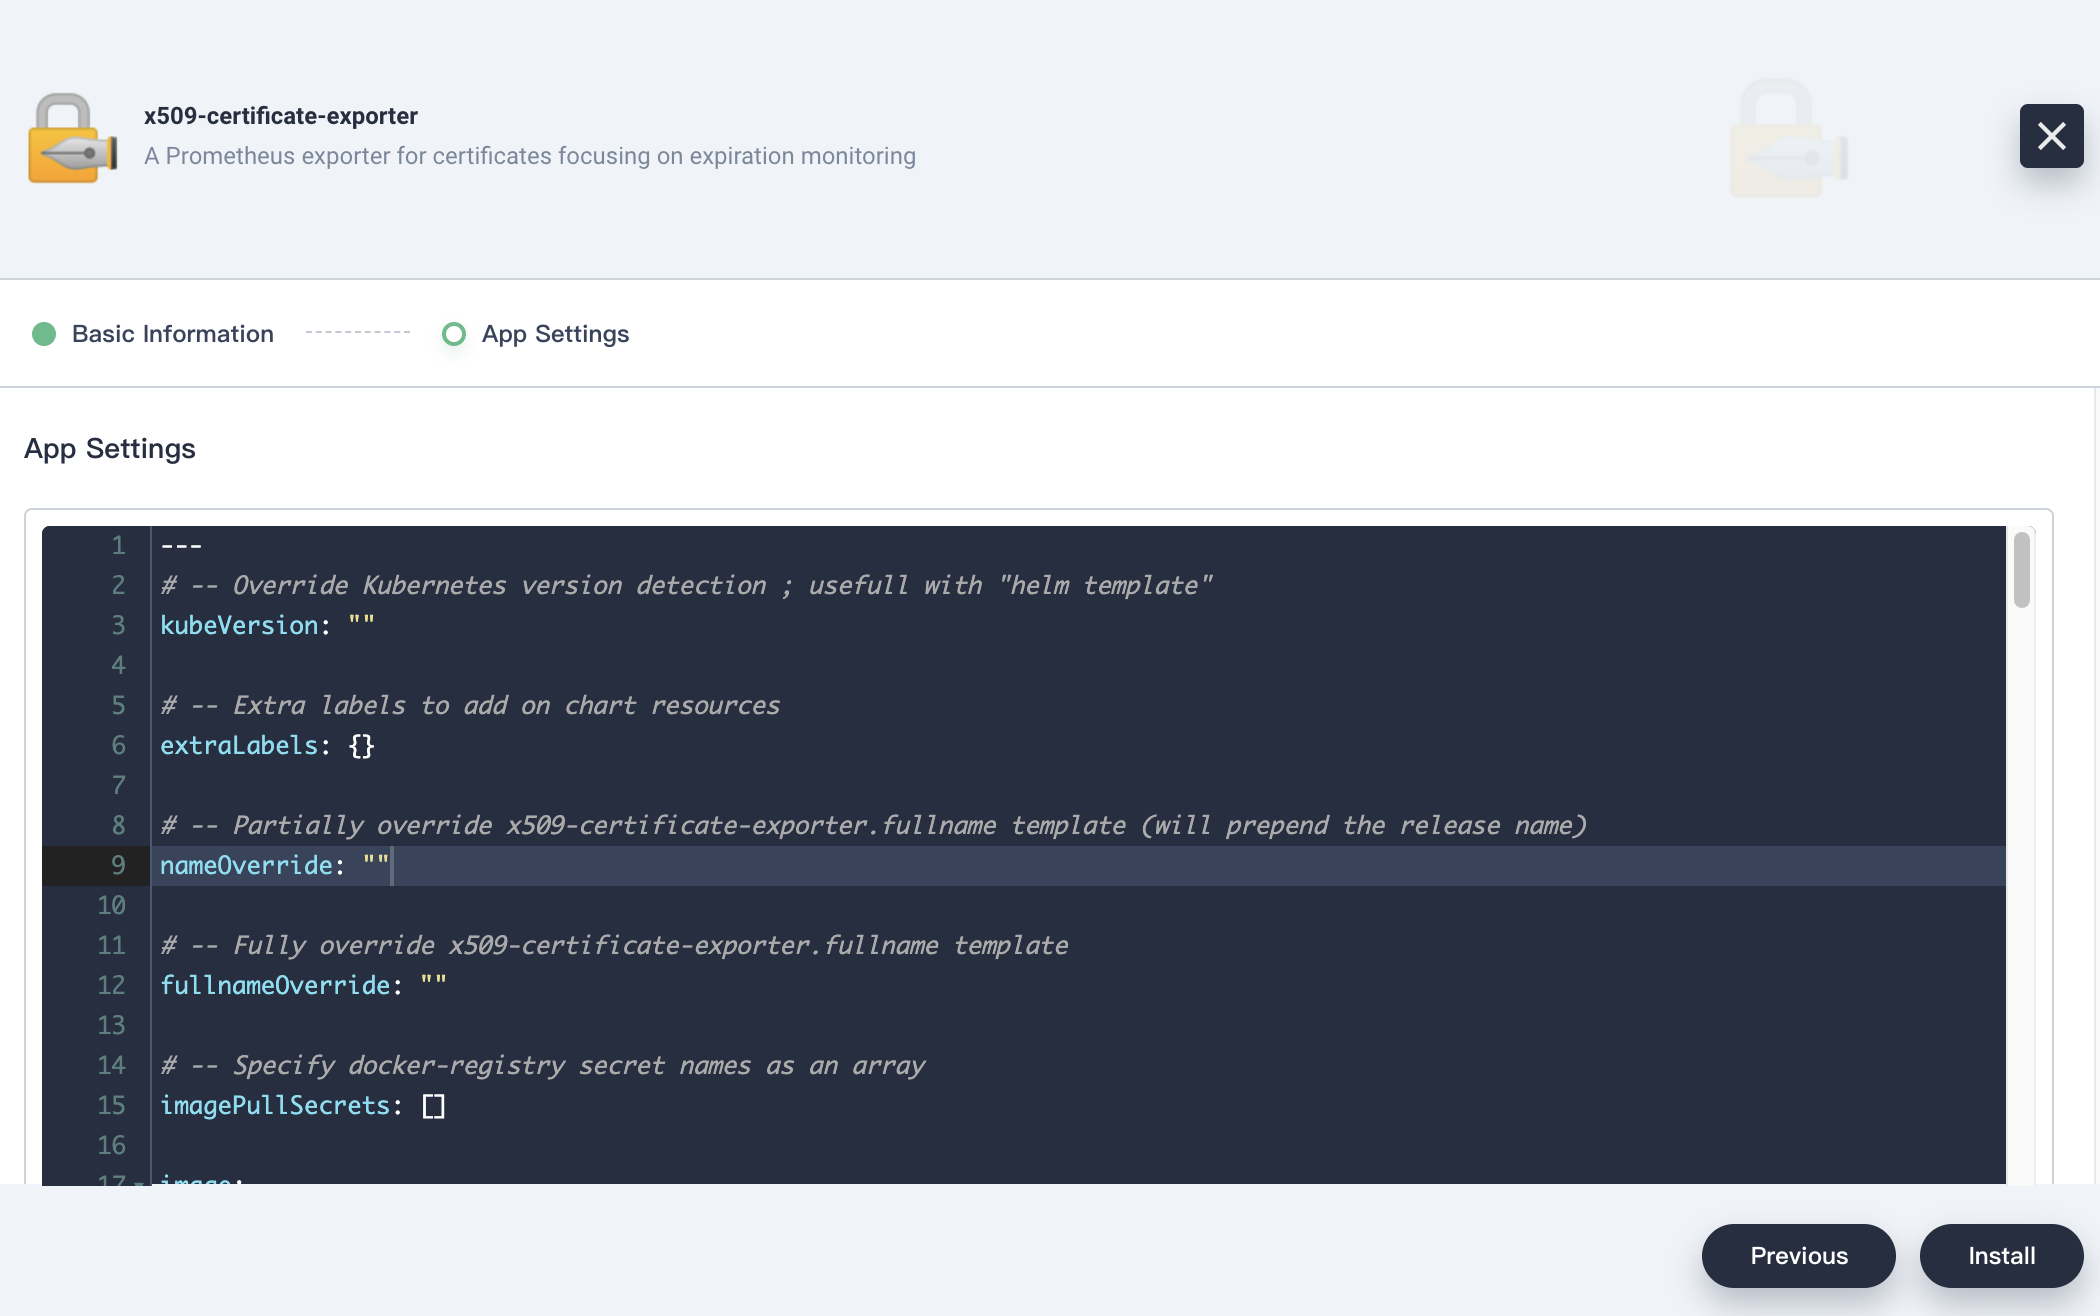 x509-certificate-exporter
A Prometheus exporter for certificates focusing on expiration monitoring
Basic Information
App Settings
App Settings
1 ---
2 # -- Override Kubernetes version detection ; usefull with "helm template"
3 kubeVersion: ""
4
5 # -- Extra labels to add on chart resources
6 extraLabels: {}
7
8 # -- Partially override x509-certificate-exporter.fullname template (will prepend the release name)
9 nameOverride: ""
10
11 # -- Fully override x509-certificate-exporter.fullname template
12 fullnameOverride: ""
13
14 # -- Specify docker-registry secret names as an array
15 imagePullSecrets: []
16
17 image:
Previous
Install